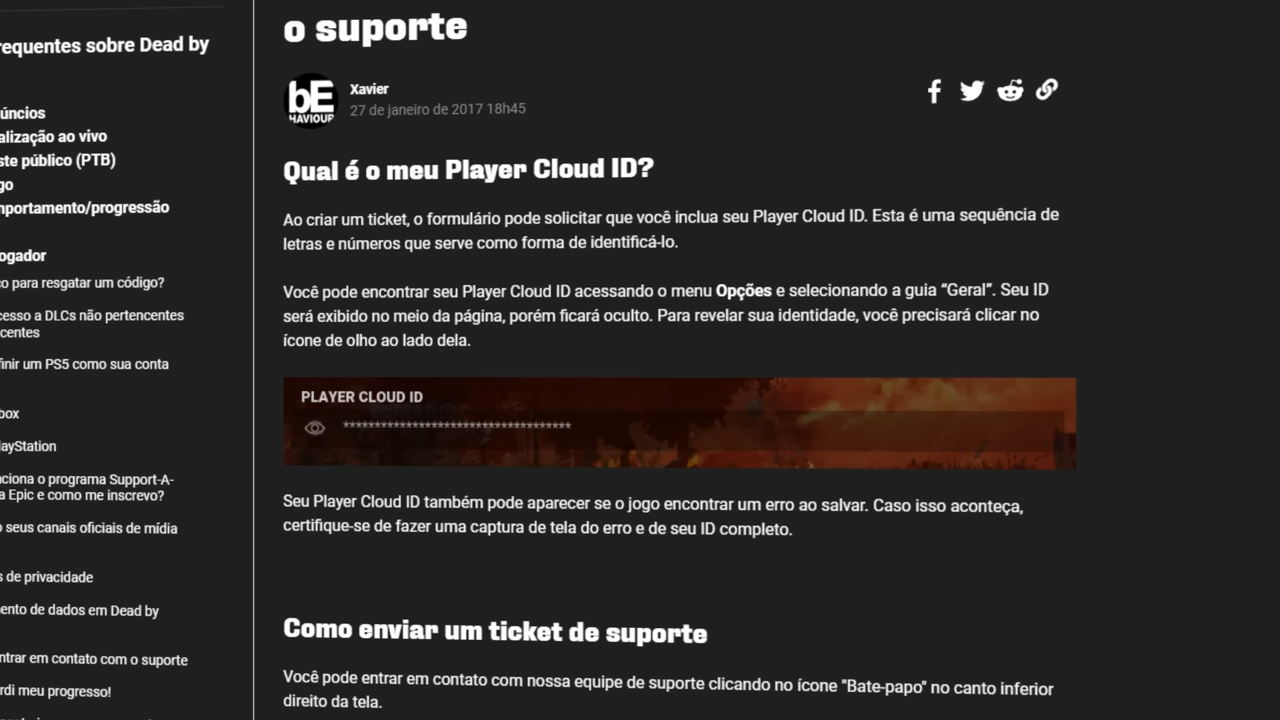 o suporte
requentes sobre Dead by
bE
HAVIOUR
Xavier
27 de janeiro de 2017 18h45
úncios
alização ao vivo
ste público (PTB)
go
mportamento/progressão
ogador
co para resgatar um código?
cesso a DLCs não pertencentes
centes
finir um PS5 como sua conta
box
layStation
nciona o programa Support-A-
a Epic e como me inscrevo?
o seus canais oficiais de mídia
s de privacidade
ento de dados em Dead by
ntrar em contato com o suporte
rdi meu progresso!
Qual é o meu Player Cloud ID?
Ao criar um ticket, o formulário pode solicitar que você inclua seu Player Cloud ID. Esta é uma sequência de
letras e números que serve como forma de identificá-lo.
Você pode encontrar seu Player Cloud ID acessando o menu Opções e selecionando a guia “Geral”. Seu ID
será exibido no meio da página, porém ficará oculto. Para revelar sua identidade, você precisará clicar no
ícone de olho ao lado dela.
PLAYER CLOUD ID
************************************
Seu Player Cloud ID também pode aparecer se o jogo encontrar um erro ao salvar. Caso isso aconteça,
certifique-se de fazer uma captura de tela do erro e de seu ID completo.
Como enviar um ticket de suporte
Você pode entrar em contato com nossa equipe de suporte clicando no ícone "Bate-papo" no canto inferior
direito da tela.